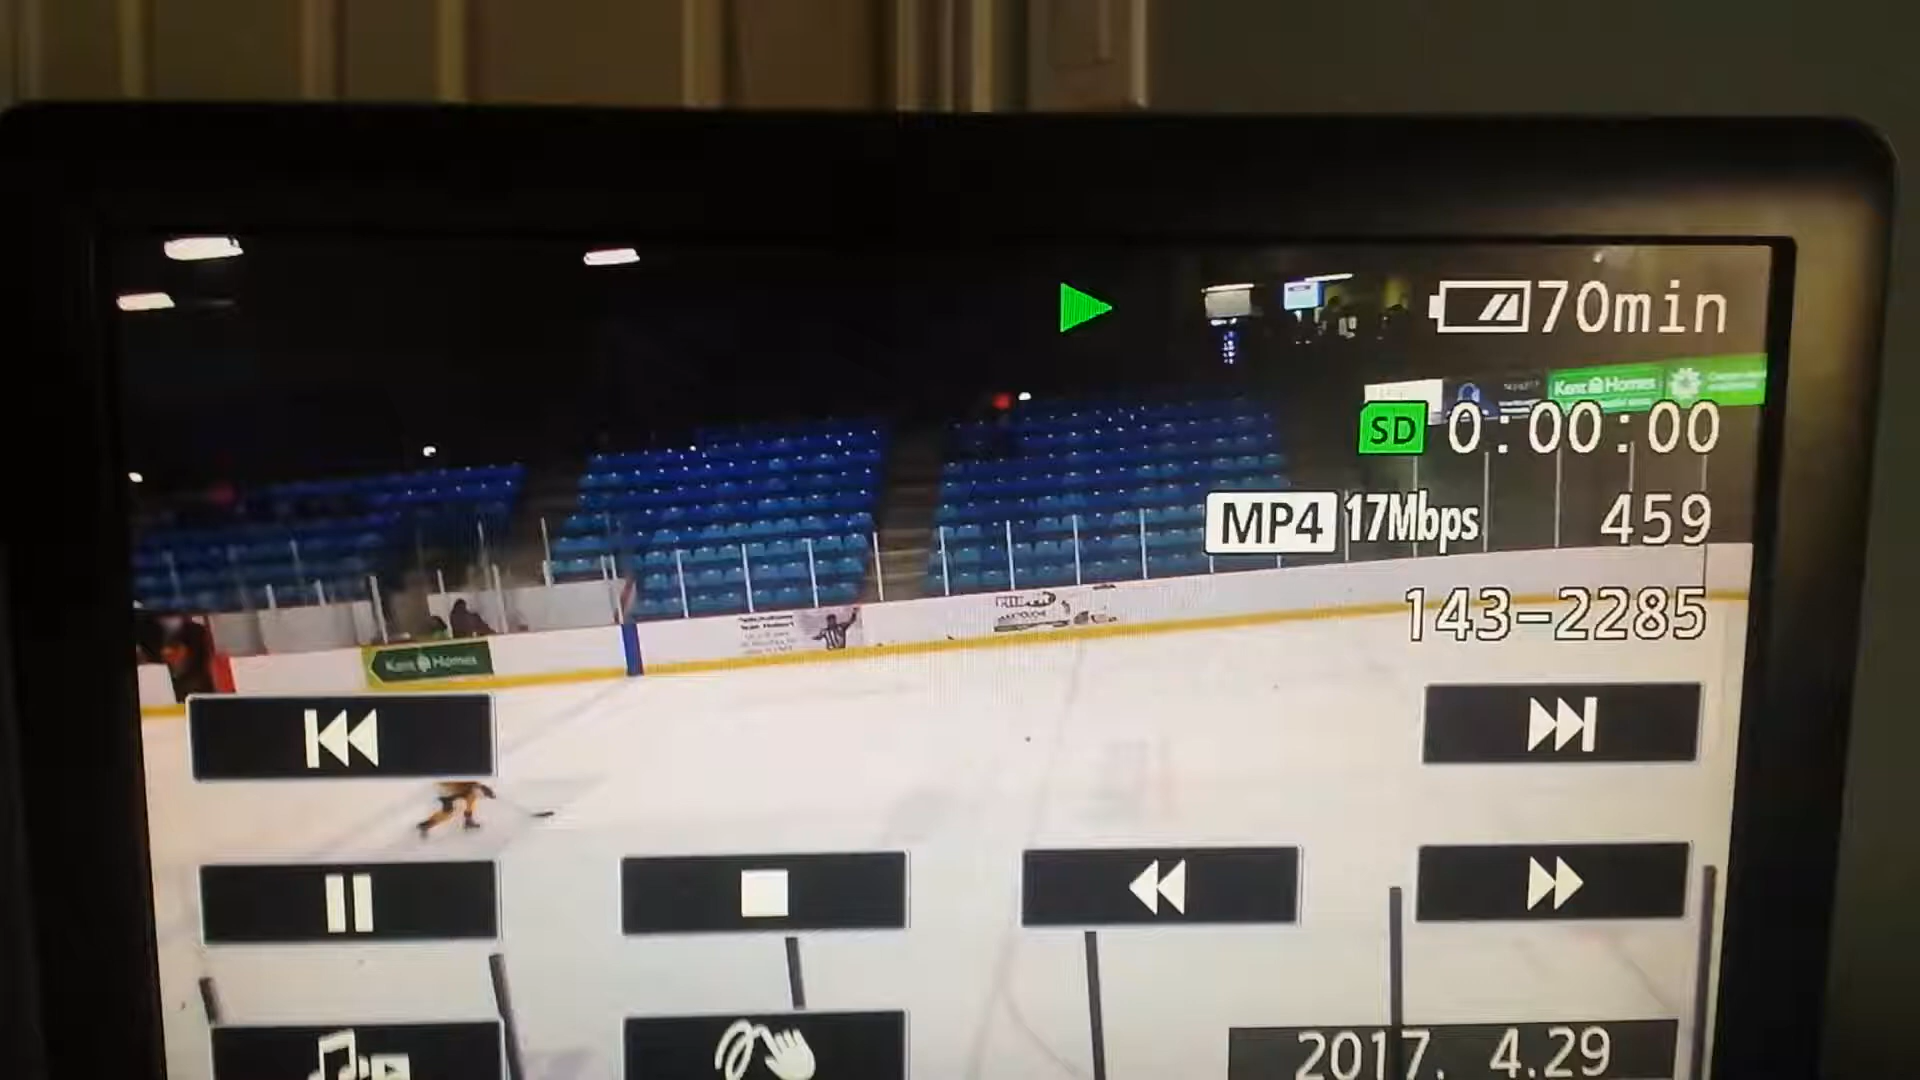 70min
Kent Homes
SD 0:00:00
MP4 17Mbps 459
143-2285
Kent Homes
2017. 4.29